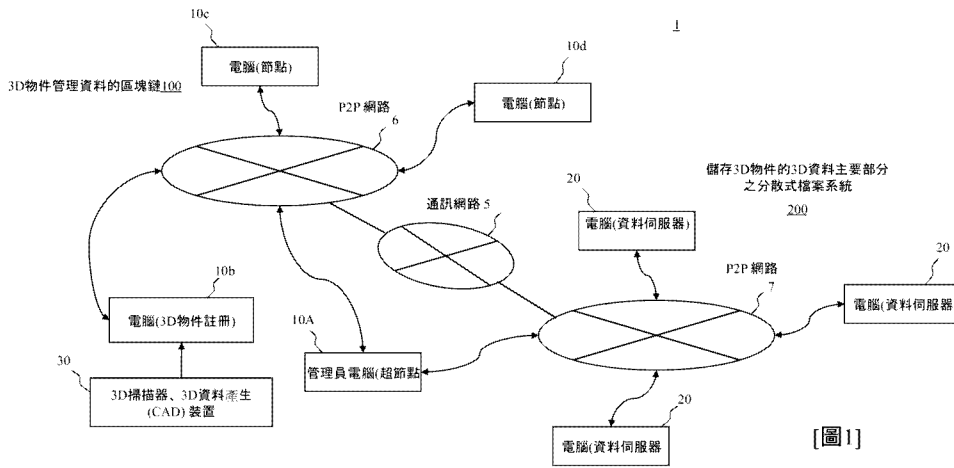 10c
1
電腦(節點)
10d
3D物件管理資料的區塊鏈100
P2P 網路
6
電腦(節點)
儲存3D物件的3D資料主要部分
之分散式檔案系統
200
通訊網路 5
20
電腦(資料伺服器)
P2P 網路
7
20
電腦(資料伺服器
10b
電腦(3D物件註冊)
10A
管理員電腦(超節點
30
3D掃描器、3D資料產生
(CAD) 裝置
20
電腦(資料伺服器
[圖1]